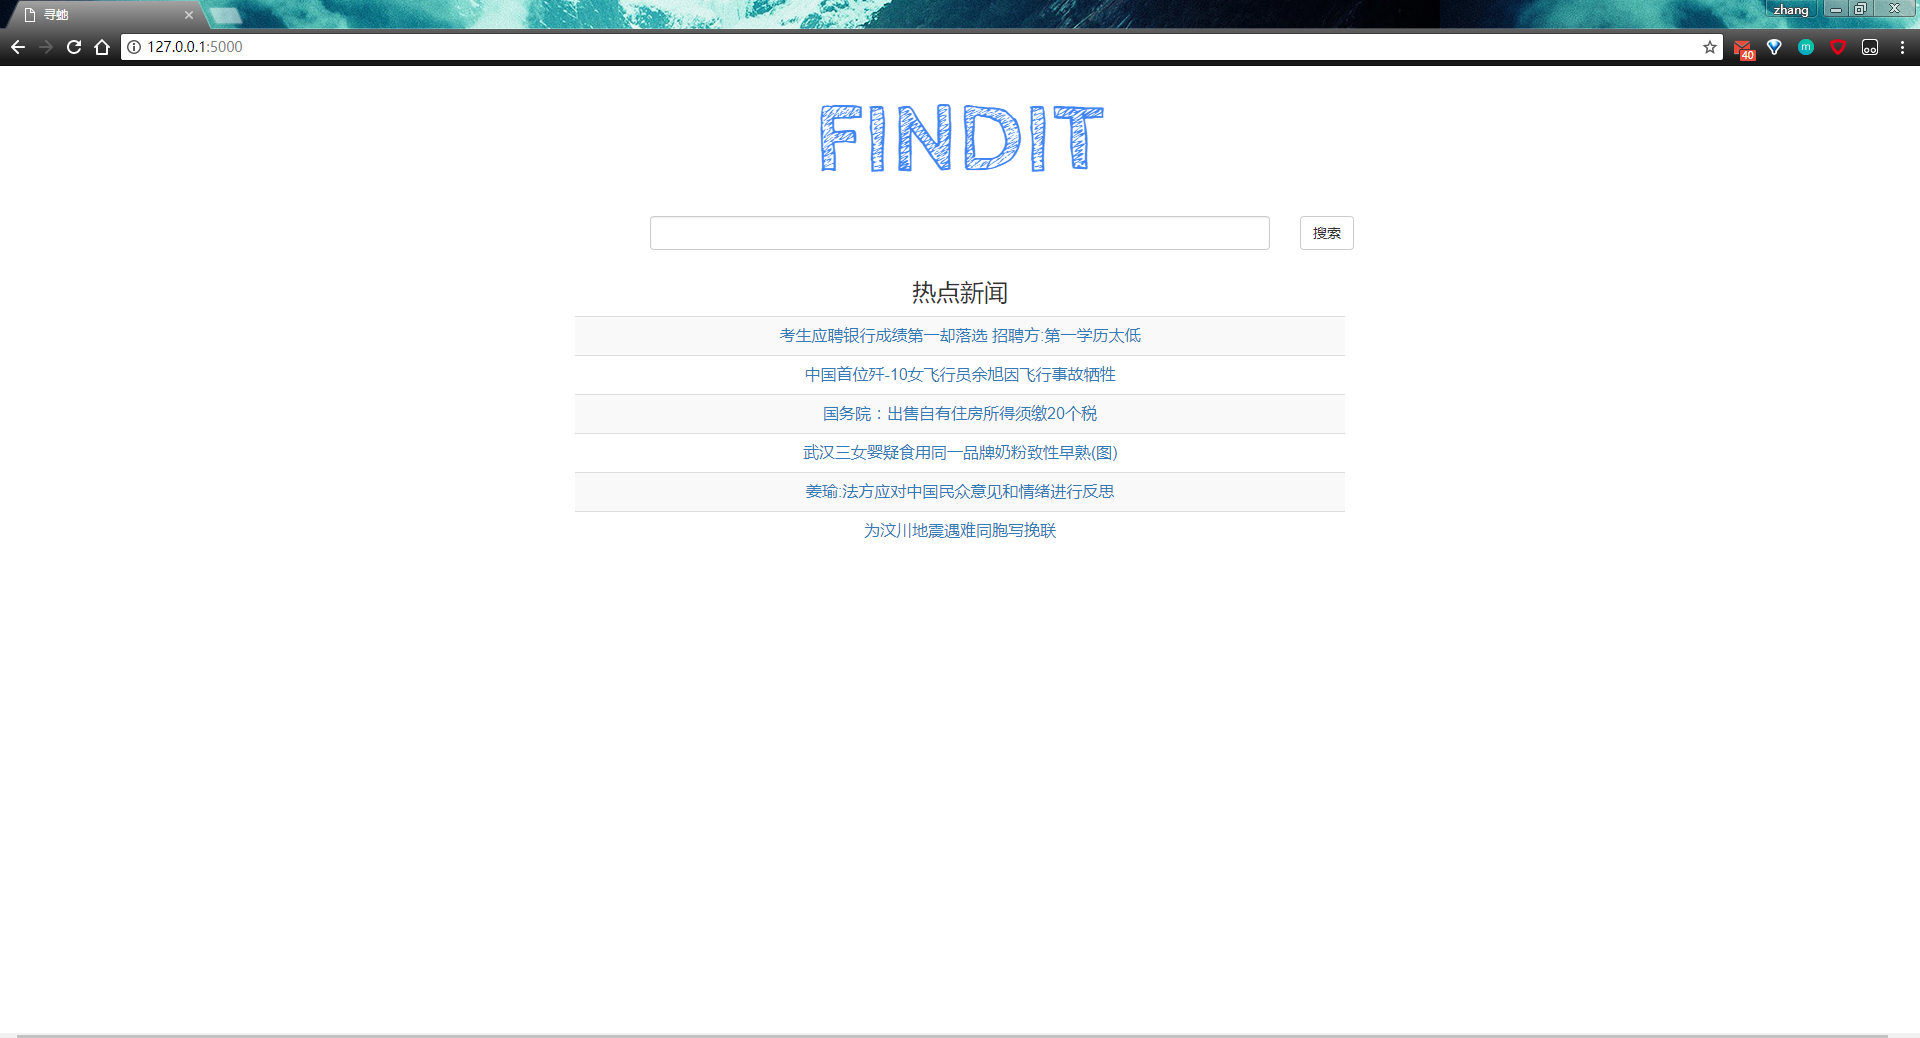 寻虵
zhang
127.0.0.1:5000
40
m
FINDIT
搜索
热点新闻
考生应聘银行成绩第一却落选 招聘方:第一学历太低
中国首位歼-10女飞行员余旭因飞行事故牺牲
国务院：出售自有住房所得须缴20个税
武汉三女婴疑食用同一品牌奶粉致性早熟(图)
姜瑜:法方应对中国民众意见和情绪进行反思
为汶川地震遇难同胞写挽联